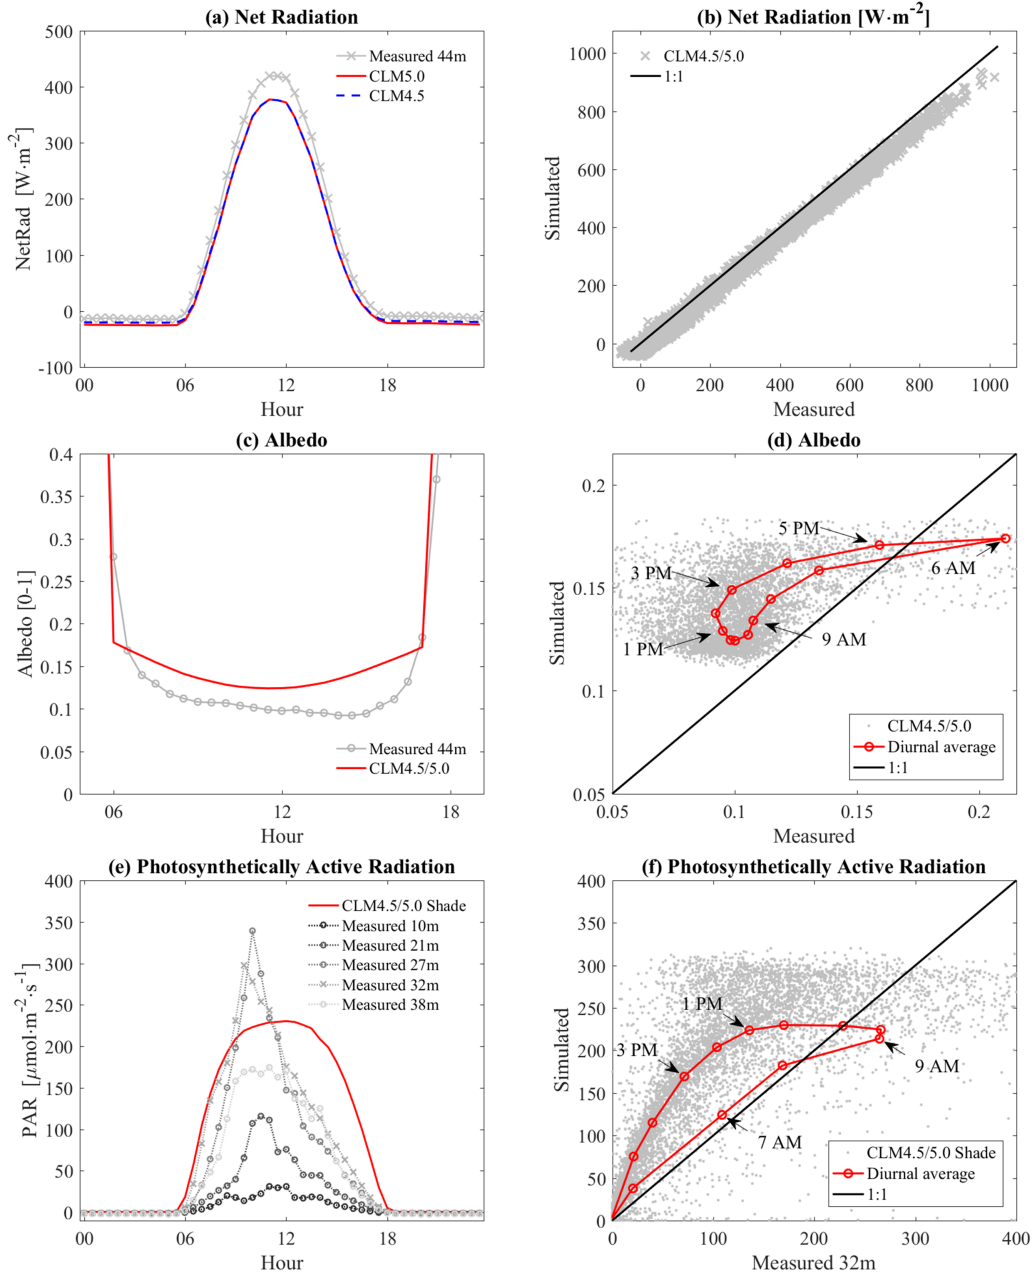 (a) Net Radiation
500
400
300
200
100
0
-100
NetRad [W·m-2]
Measured 44m
CLM5.0
CLM4.5
00
06
12
18
Hour
(b) Net Radiation [W·m-2]
1000
800
600
400
200
0
Simulated
CLM4.5/5.0
1:1
0
200
400
600
800
1000
Measured
(c) Albedo
0.4
0.35
0.3
0.25
0.2
0.15
0.1
0.05
0
Albedo [0-1]
Measured 44m
CLM4.5/5.0
06
12
18
Hour
(d) Albedo
0.2
0.15
0.1
0.05
Simulated
5 PM
6 AM
3 PM
1 PM
9 AM
CLM4.5/5.0
Diurnal average
1:1
0.05
0.1
0.15
0.2
Measured
(e) Photosynthetically Active Radiation
400
350
300
250
200
150
100
50
0
PAR [μmol·m-2·s-1]
CLM4.5/5.0 Shade
Measured 10m
Measured 21m
Measured 27m
Measured 32m
Measured 38m
00
06
12
18
Hour
(f) Photosynthetically Active Radiation
400
350
300
250
200
150
100
50
0
Simulated
1 PM
3 PM
9 AM
7 AM
CLM4.5/5.0 Shade
Diurnal average
1:1
0
100
200
300
400
Measured 32m